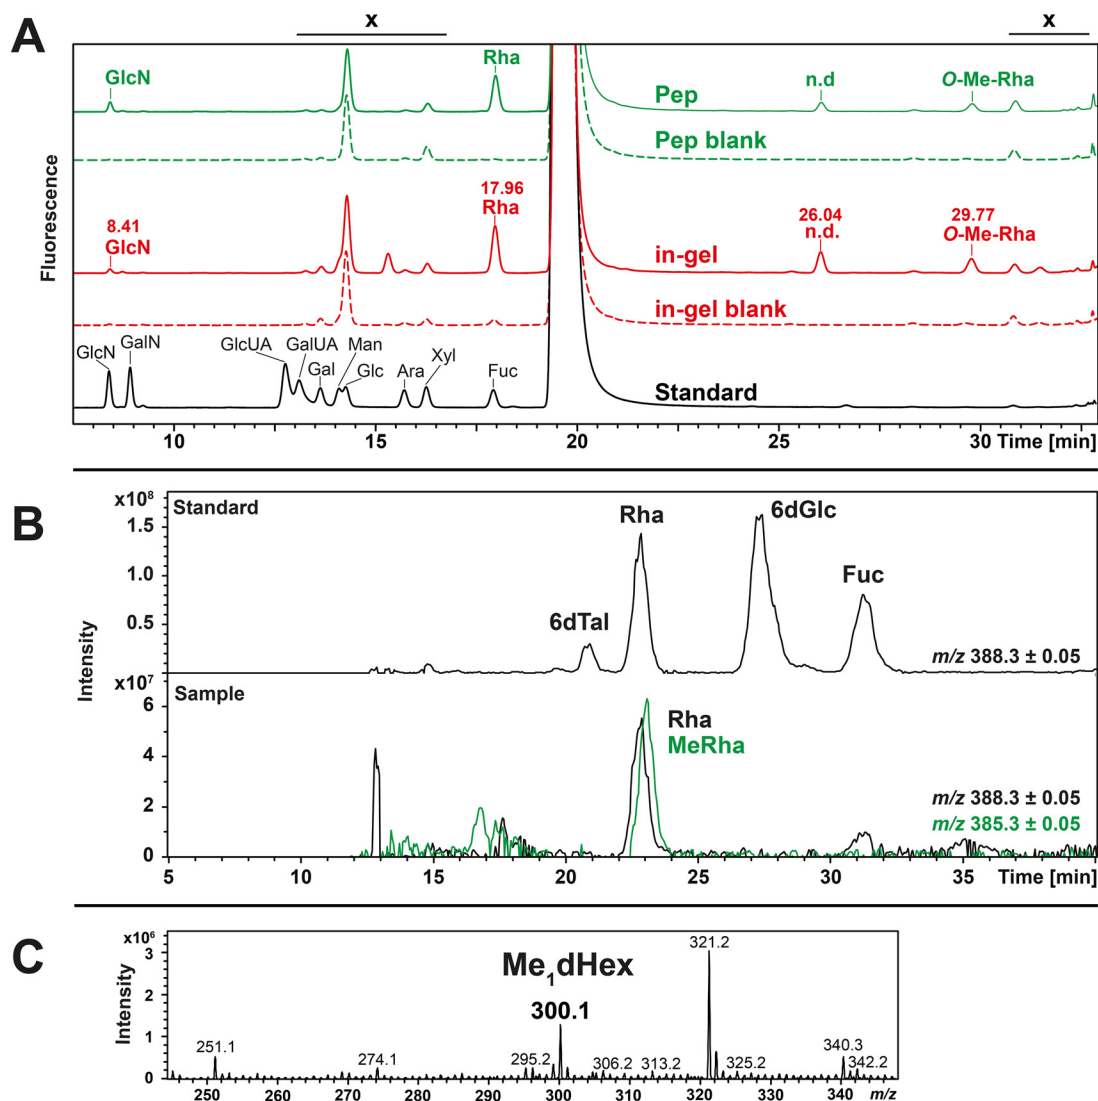 A
x
x
GlcN
Rha
Pep
n.d
O-Me-Rha
Pep blank
Fluorescence
8.41
GlcN
17.96
Rha
in-gel
26.04
n.d.
29.77
O-Me-Rha
in-gel blank
GlcN
GalN
GlcUA
GalUA
Man
Gal
Glc
Ara
Xyl
Fuc
Standard
10
15
20
25
30
Time [min]
B
x10⁸
Standard
1.5
1.0
0.5
Rha
6dGlc
6dTal
Fuc
m/z 388.3 ± 0.05
Intensity
x10⁷
Sample
6
4
2
0
Rha
MeRha
m/z 388.3 ± 0.05
m/z 385.3 ± 0.05
5
10
15
20
25
30
35
Time [min]
C
x10⁶
3
2
1
0
Intensity
Me₁dHex
300.1
321.2
251.1
274.1
295.2
306.2
313.2
325.2
340.3
342.2
250
260
270
280
290
300
310
320
330
340
m/z